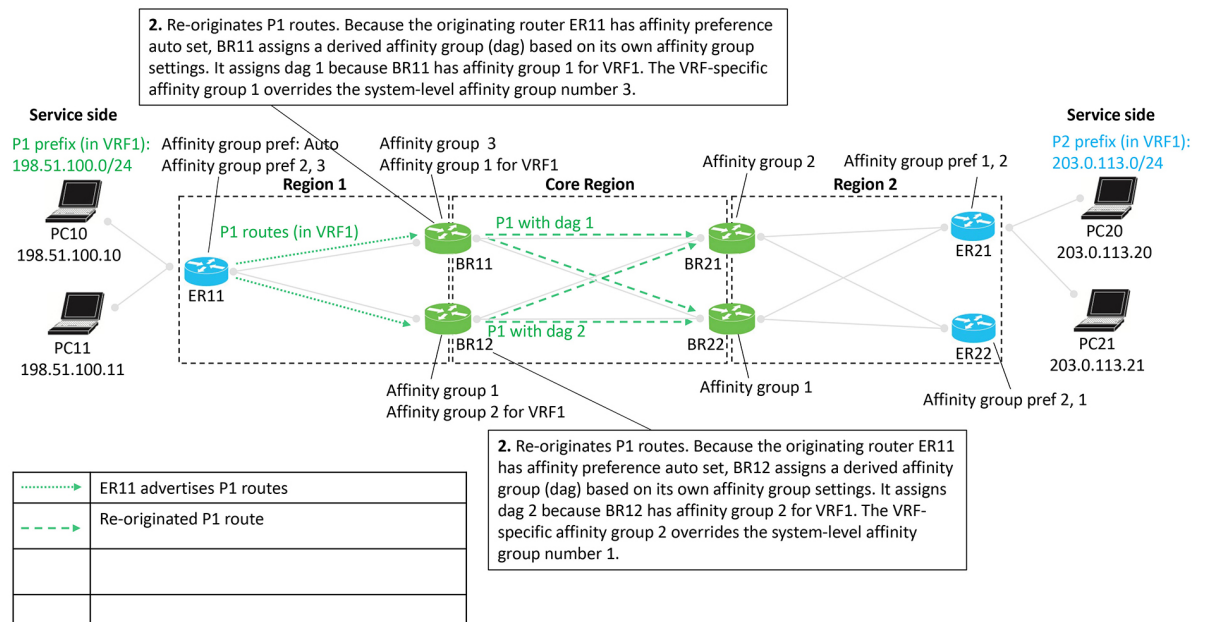 2. Re-originates P1 routes. Because the originating router ER11 has affinity preference
auto set, BR11 assigns a derived affinity group (dag) based on its own affinity group
settings. It assigns dag 1 because BR11 has affinity group 1 for VRF1. The VRF-specific
affinity group 1 overrides the system-level affinity group number 3.
Service side
P1 prefix (in VRF1):
198.51.100.0/24
PC10
198.51.100.10
PC11
198.51.100.11
Affinity group pref: Auto
Affinity group pref 2, 3
Region 1
P1 routes (in VRF1)
ER11
Affinity group 3
Affinity group 1 for VRF1
BR11
BR12
Affinity group 1
Affinity group 2 for VRF1
Core Region
P1 with dag 1
P1 with dag 2
Affinity group 2
BR21
BR22
Affinity group 1
Region 2
Affinity group pref 1, 2
ER21
ER22
Affinity group pref 2, 1
Service side
P2 prefix (in VRF1):
203.0.113.0/24
PC20
203.0.113.20
PC21
203.0.113.21
2. Re-originates P1 routes. Because the originating router ER11
has affinity preference auto set, BR12 assigns a derived affinity
group (dag) based on its own affinity group settings. It assigns
dag 2 because BR12 has affinity group 2 for VRF1. The VRF-
specific affinity group 2 overrides the system-level affinity
group number 1.
ER11 advertises P1 routes
Re-originated P1 route